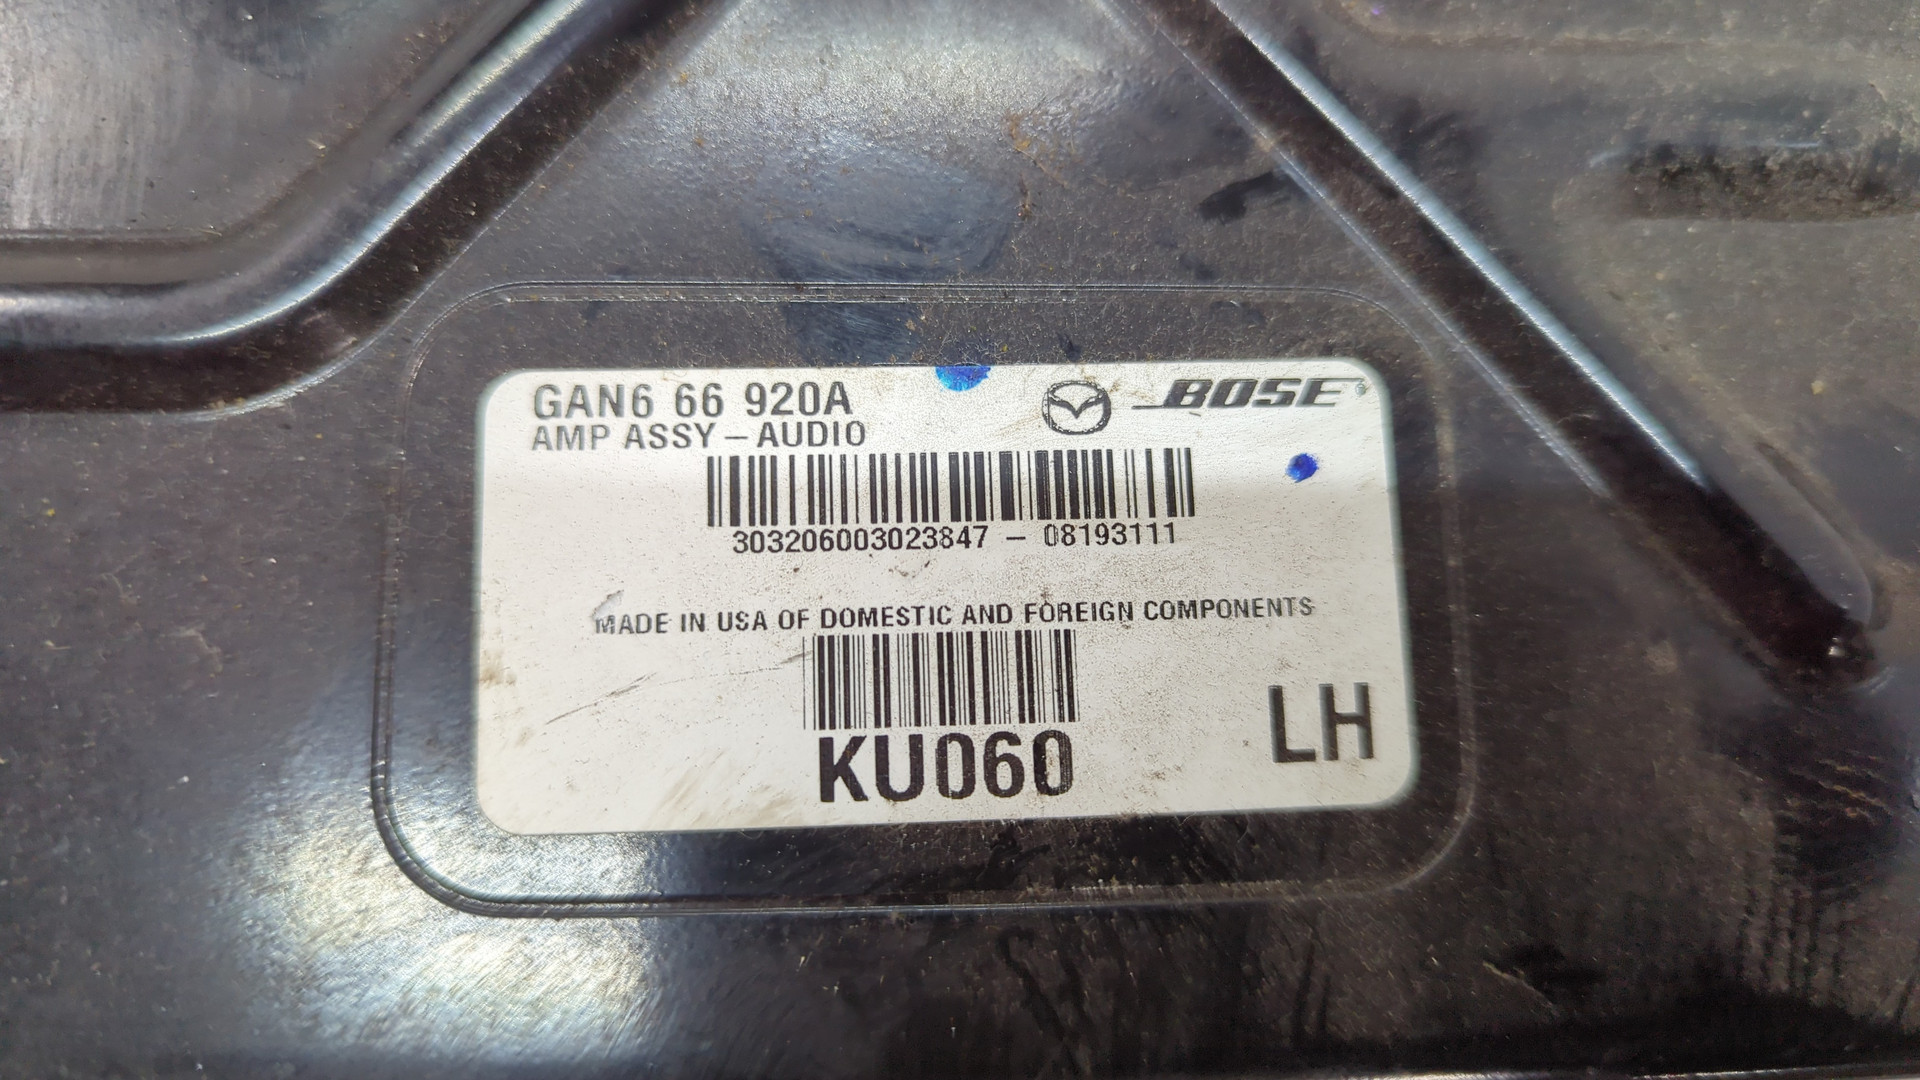 GAN6 66 920A
BOSE®
AMP ASSY – AUDIO
303206003023847 – 08193111
MADE IN USA OF DOMESTIC AND FOREIGN COMPONENTS
KU060
LH